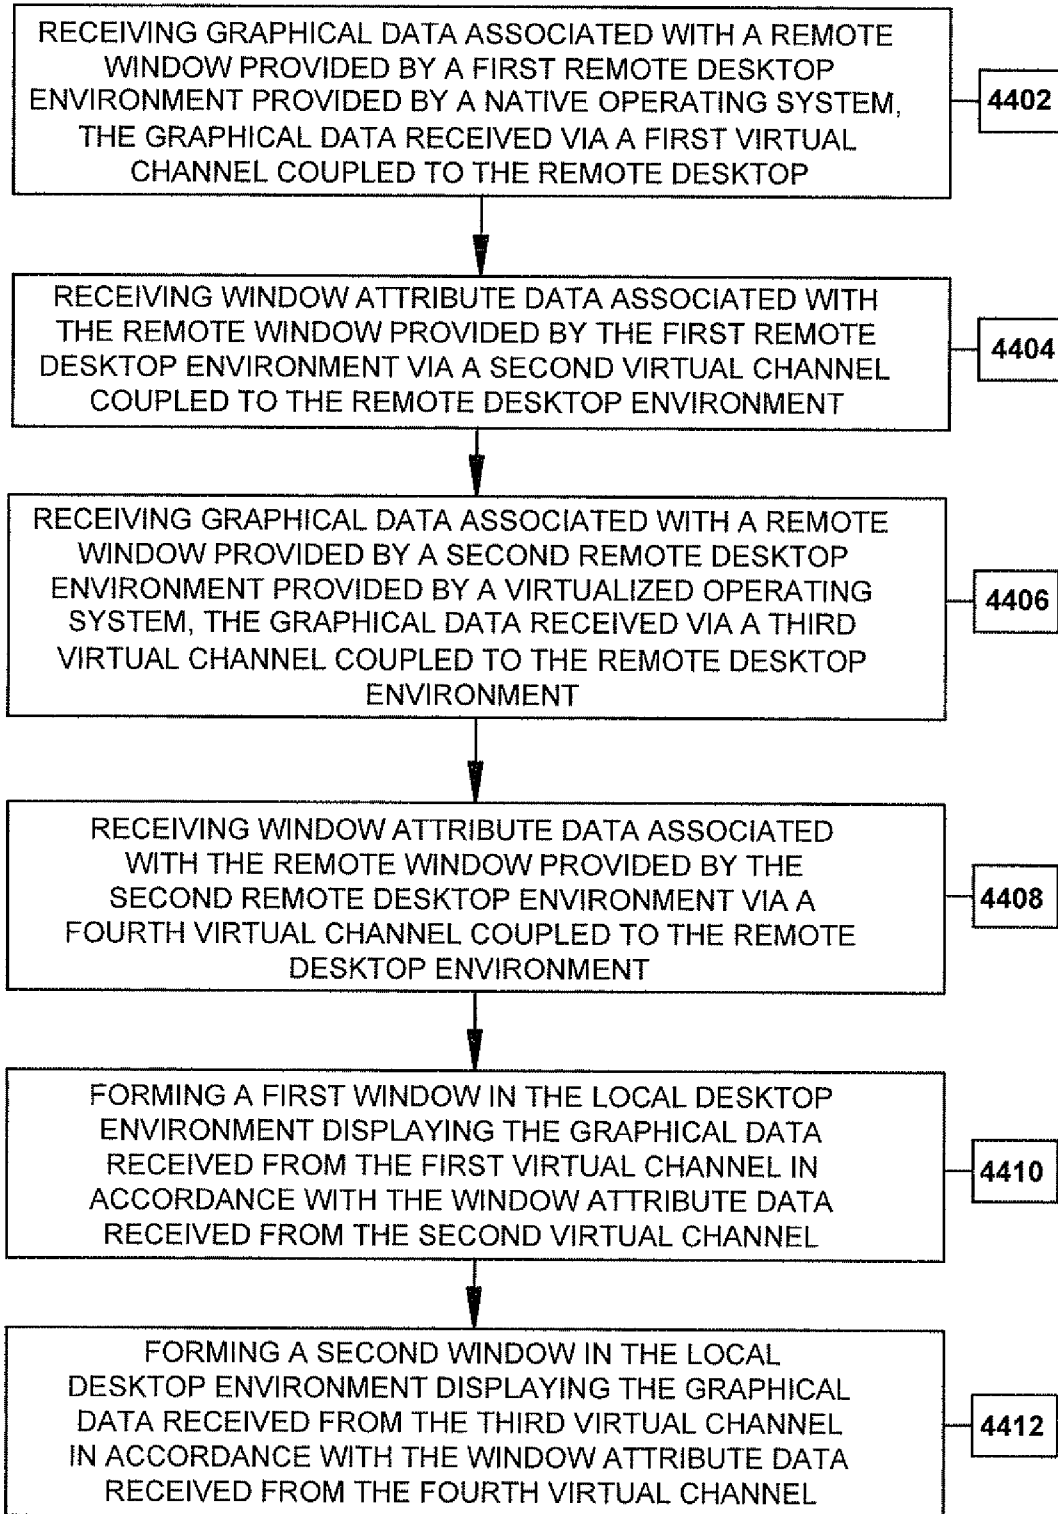 RECEIVING GRAPHICAL DATA ASSOCIATED WITH A REMOTE
WINDOW PROVIDED BY A FIRST REMOTE DESKTOP
ENVIRONMENT PROVIDED BY A NATIVE OPERATING SYSTEM,
THE GRAPHICAL DATA RECEIVED VIA A FIRST VIRTUAL
CHANNEL COUPLED TO THE REMOTE DESKTOP
4402
RECEIVING WINDOW ATTRIBUTE DATA ASSOCIATED WITH
THE REMOTE WINDOW PROVIDED BY THE FIRST REMOTE
DESKTOP ENVIRONMENT VIA A SECOND VIRTUAL CHANNEL
COUPLED TO THE REMOTE DESKTOP ENVIRONMENT
4404
RECEIVING GRAPHICAL DATA ASSOCIATED WITH A REMOTE
WINDOW PROVIDED BY A SECOND REMOTE DESKTOP
ENVIRONMENT PROVIDED BY A VIRTUALIZED OPERATING
SYSTEM, THE GRAPHICAL DATA RECEIVED VIA A THIRD
VIRTUAL CHANNEL COUPLED TO THE REMOTE DESKTOP
ENVIRONMENT
4406
RECEIVING WINDOW ATTRIBUTE DATA ASSOCIATED
WITH THE REMOTE WINDOW PROVIDED BY THE
SECOND REMOTE DESKTOP ENVIRONMENT VIA A
FOURTH VIRTUAL CHANNEL COUPLED TO THE REMOTE
DESKTOP ENVIRONMENT
4408
FORMING A FIRST WINDOW IN THE LOCAL DESKTOP
ENVIRONMENT DISPLAYING THE GRAPHICAL DATA
RECEIVED FROM THE FIRST VIRTUAL CHANNEL IN
ACCORDANCE WITH THE WINDOW ATTRIBUTE DATA
RECEIVED FROM THE SECOND VIRTUAL CHANNEL
4410
FORMING A SECOND WINDOW IN THE LOCAL
DESKTOP ENVIRONMENT DISPLAYING THE GRAPHICAL
DATA RECEIVED FROM THE THIRD VIRTUAL CHANNEL
IN ACCORDANCE WITH THE WINDOW ATTRIBUTE DATA
RECEIVED FROM THE FOURTH VIRTUAL CHANNEL
4412